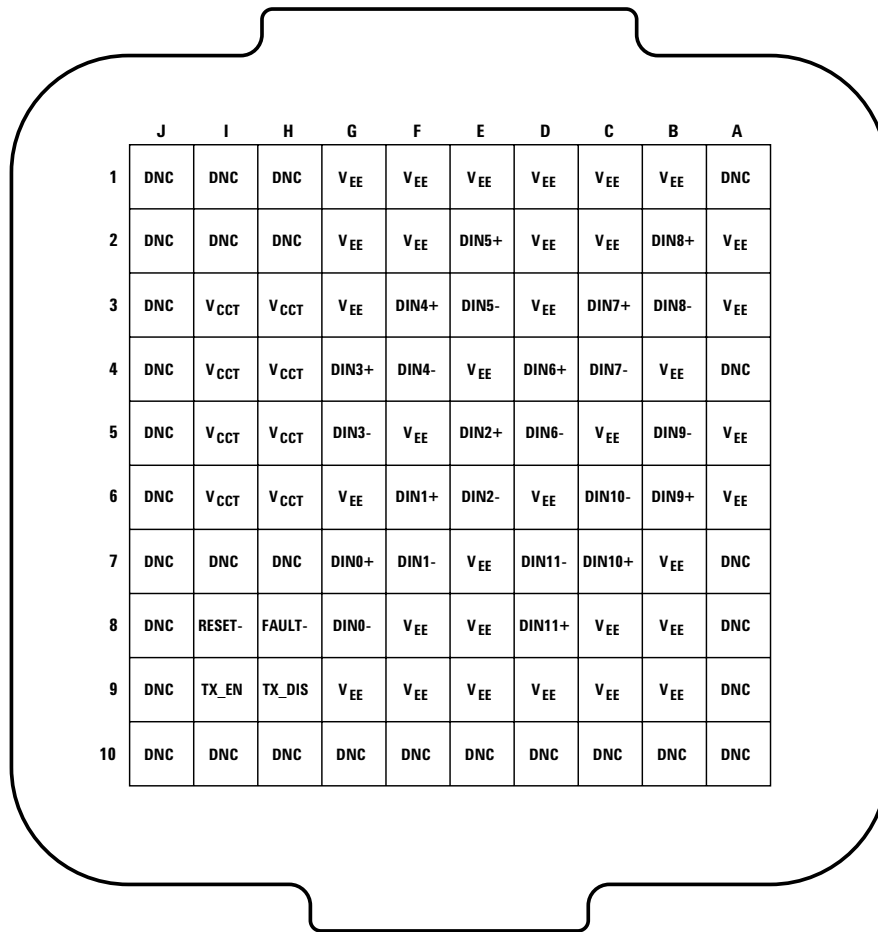 J I H G F E D C B A
1 DNC DNC DNC VEE VEE VEE VEE VEE VEE DNC
2 DNC DNC DNC VEE VEE DIN5+ VEE VEE DIN8+ VEE
3 DNC VCCT VCCT VEE DIN4+ DIN5- VEE DIN7+ DIN8- VEE
4 DNC VCCT VCCT DIN3+ DIN4- VEE DIN6+ DIN7- VEE DNC
5 DNC VCCT VCCT DIN3- VEE DIN2+ DIN6- VEE DIN9- VEE
6 DNC VCCT VCCT VEE DIN1+ DIN2- VEE DIN10- DIN9+ VEE
7 DNC DNC DNC DIN0+ DIN1- VEE DIN11- DIN10+ VEE DNC
8 DNC RESET- FAULT- DIN0- VEE VEE DIN11+ VEE VEE DNC
9 DNC TX_EN TX_DIS VEE VEE VEE VEE VEE VEE DNC
10 DNC DNC DNC DNC DNC DNC DNC DNC DNC DNC